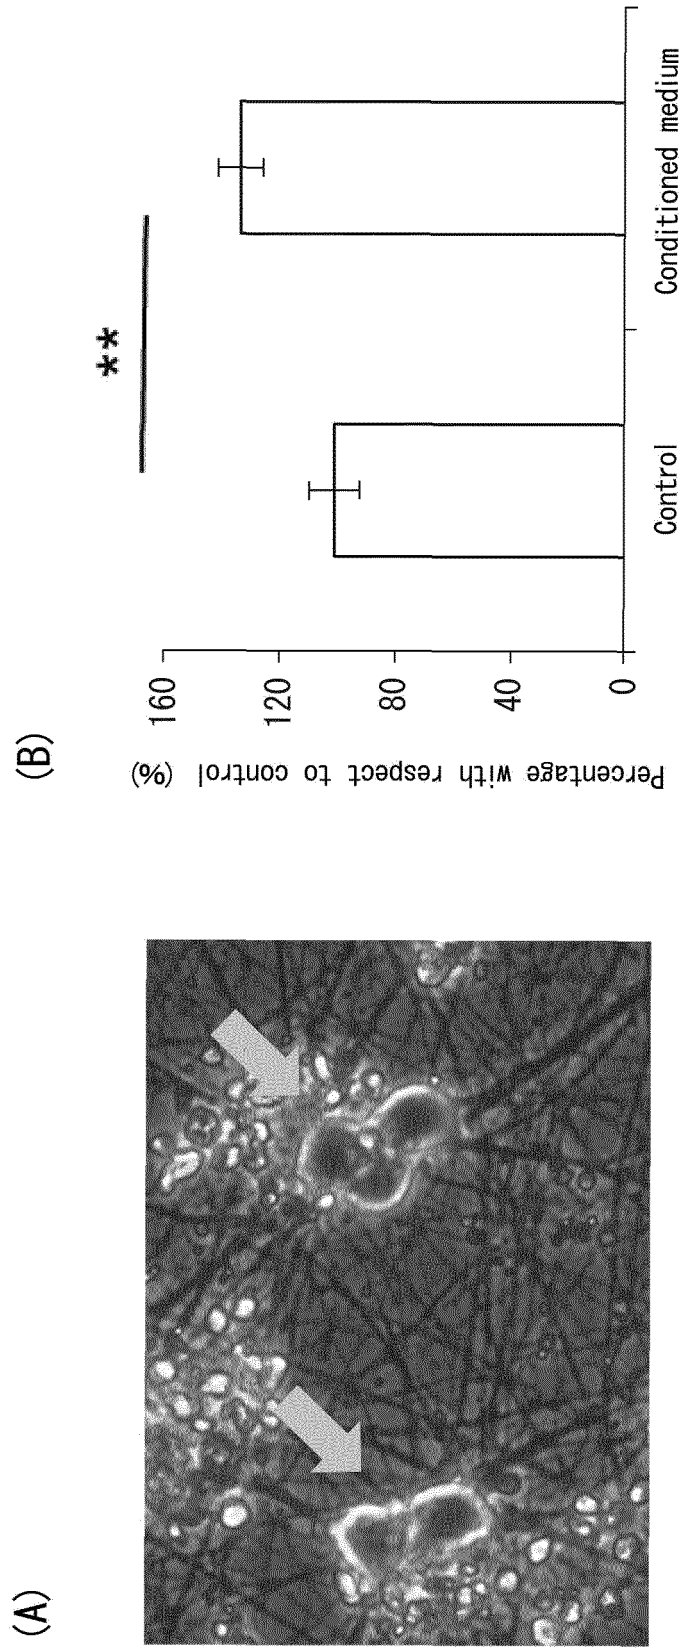 (A)
(B)
Percentage with respect to control (%)
160
120
80
40
0
**
Control
Conditioned medium